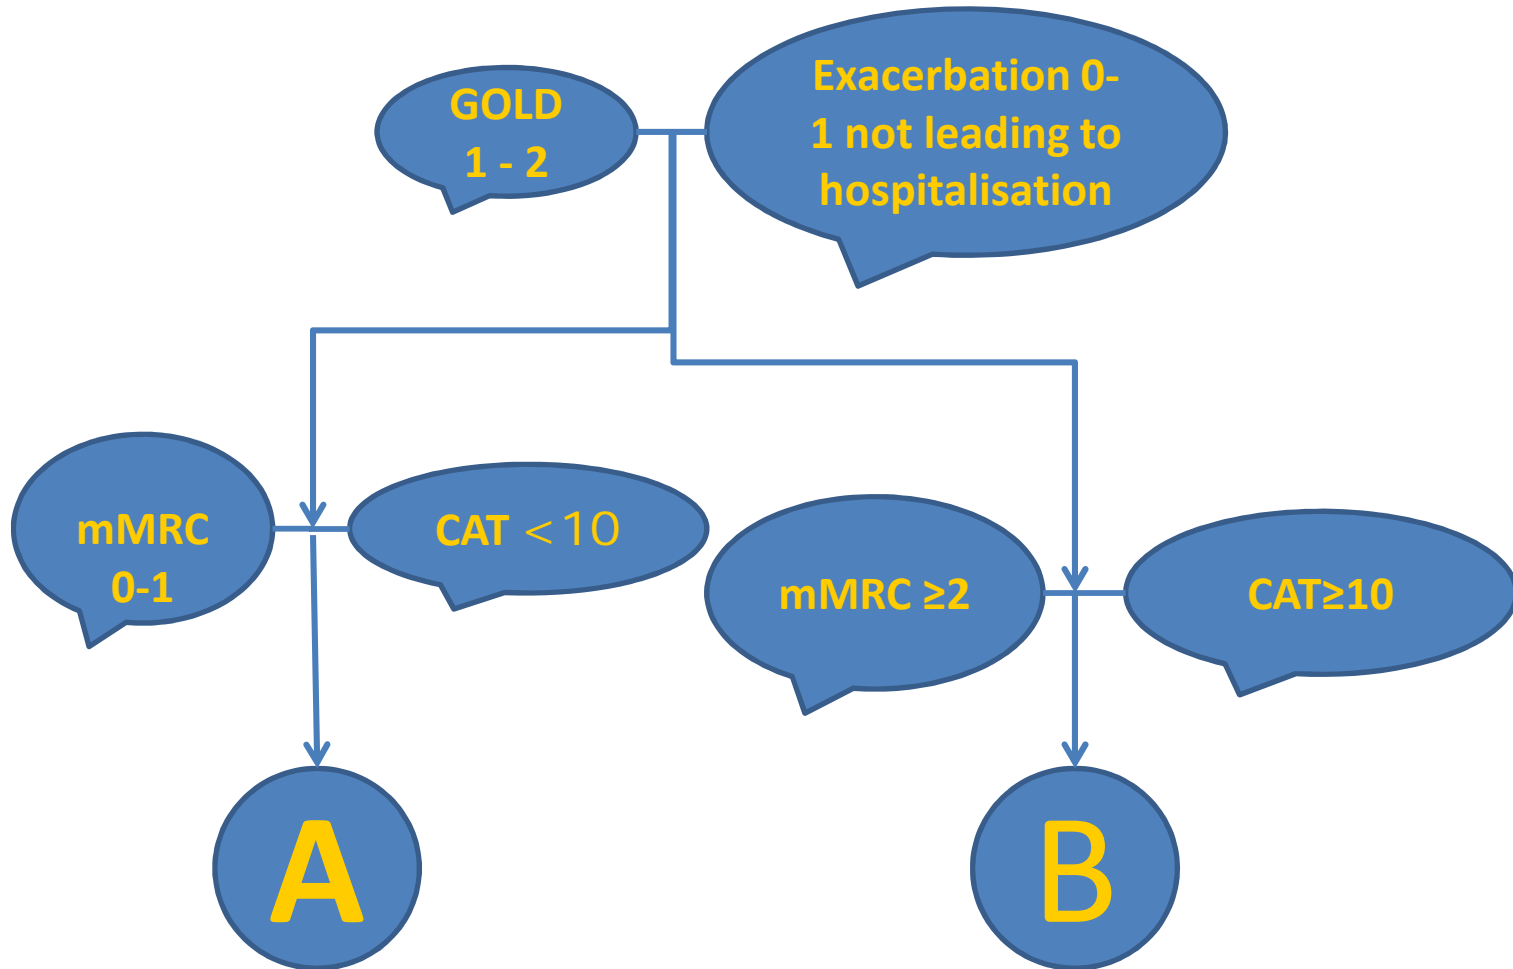 GOLD
1 - 2
Exacerbation 0-
1 not leading to
hospitalisation
mMRC
0-1
CAT <10
mMRC ≥2
CAT≥10
A
B